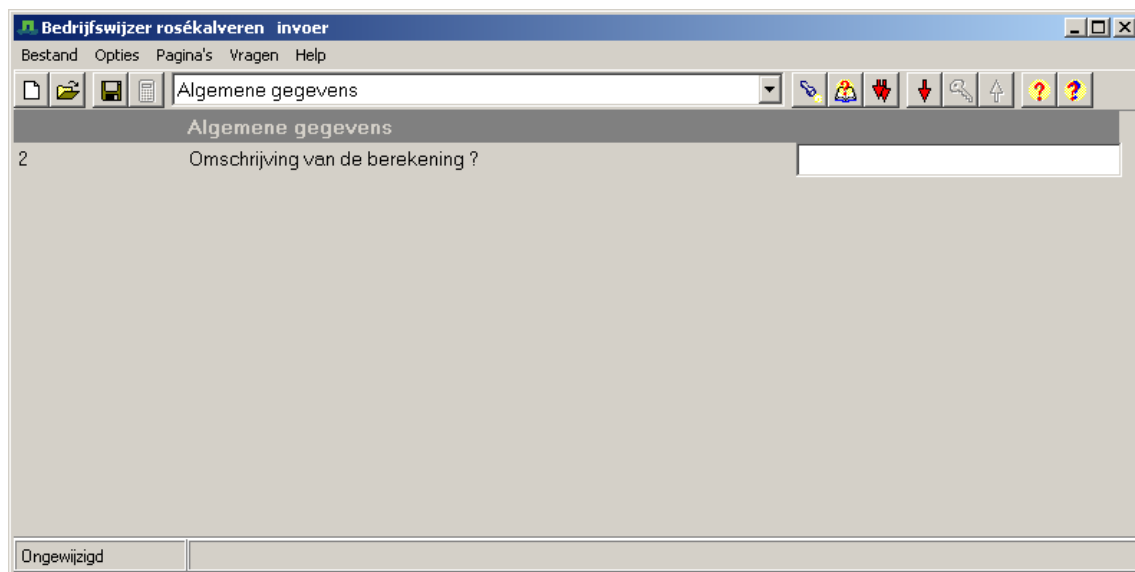 Bedrijfswijzer rosékalveren invoer
Bestand Opties Pagina's Vragen Help
Algemene gegevens
Algemene gegevens
2 Omschrijving van de berekening ?
Ongewijzigd